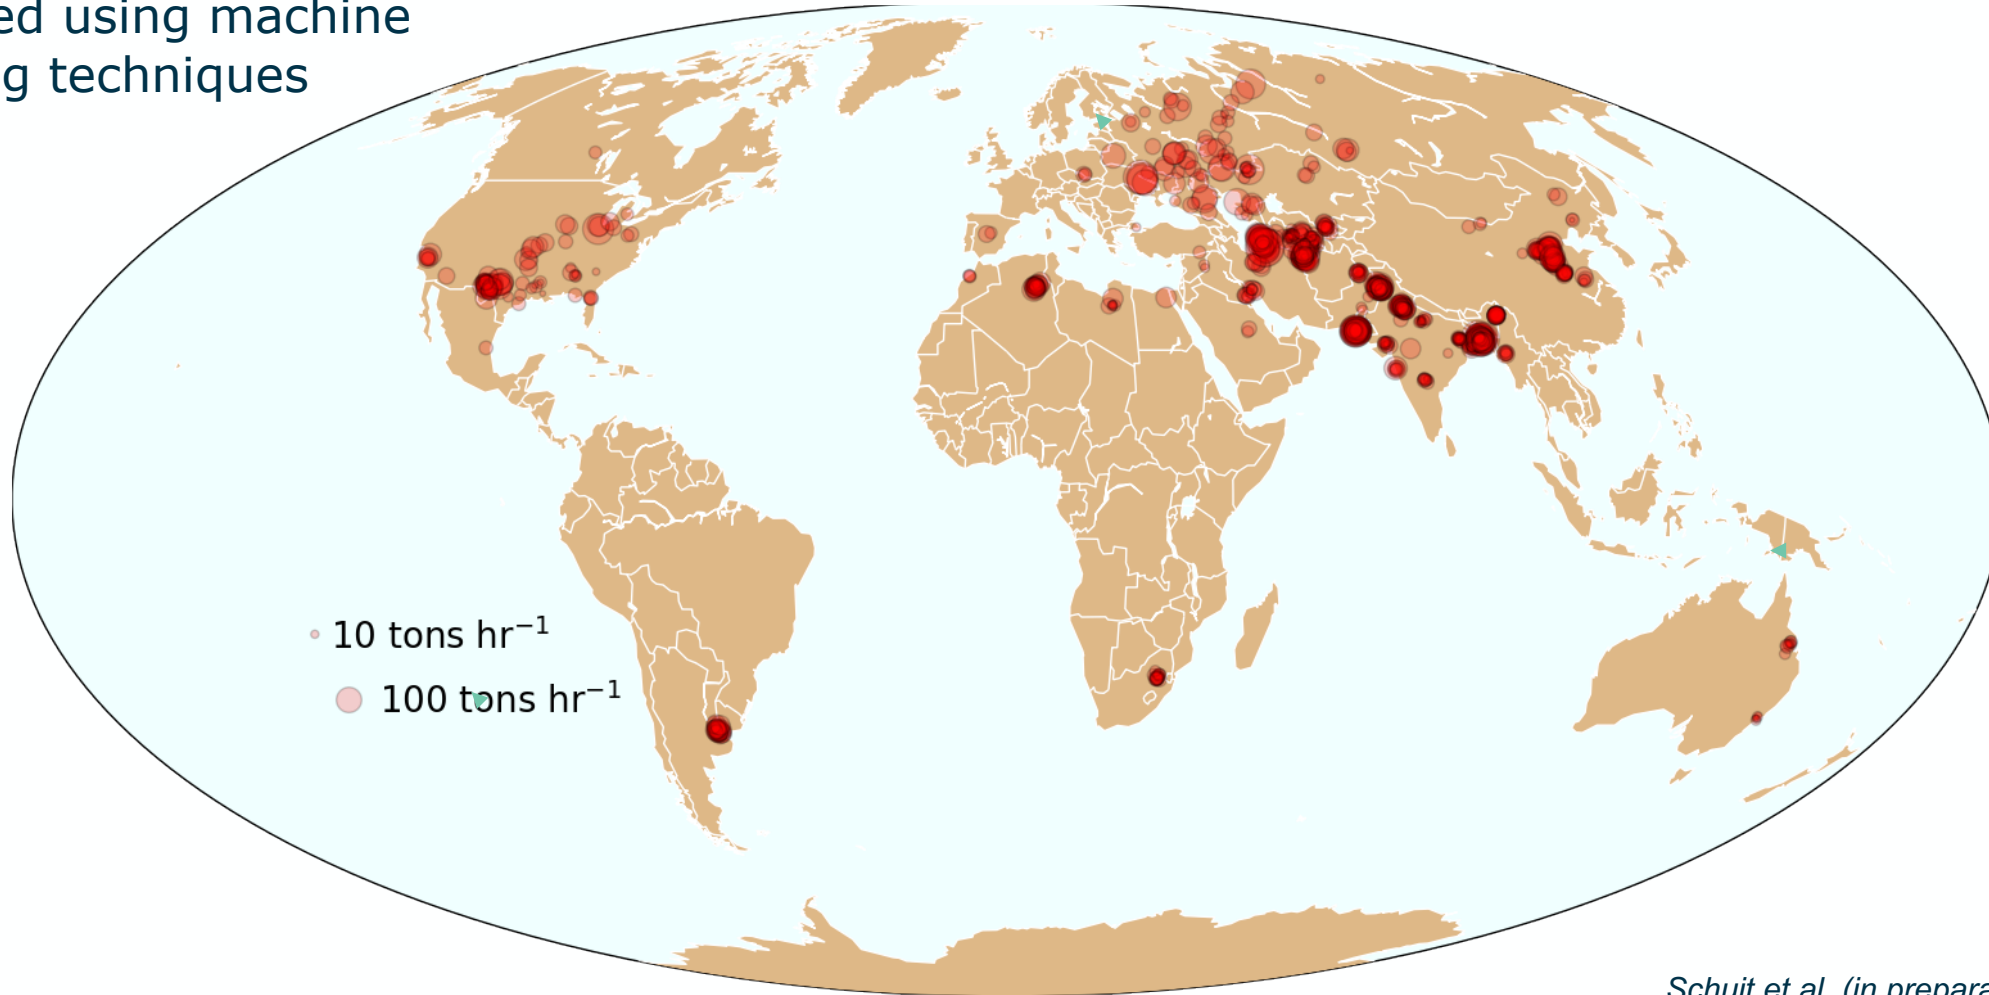 ed using machine
g techniques
10 tons hr⁻¹
100 tons hr⁻¹
Schuit et al. (in prepara